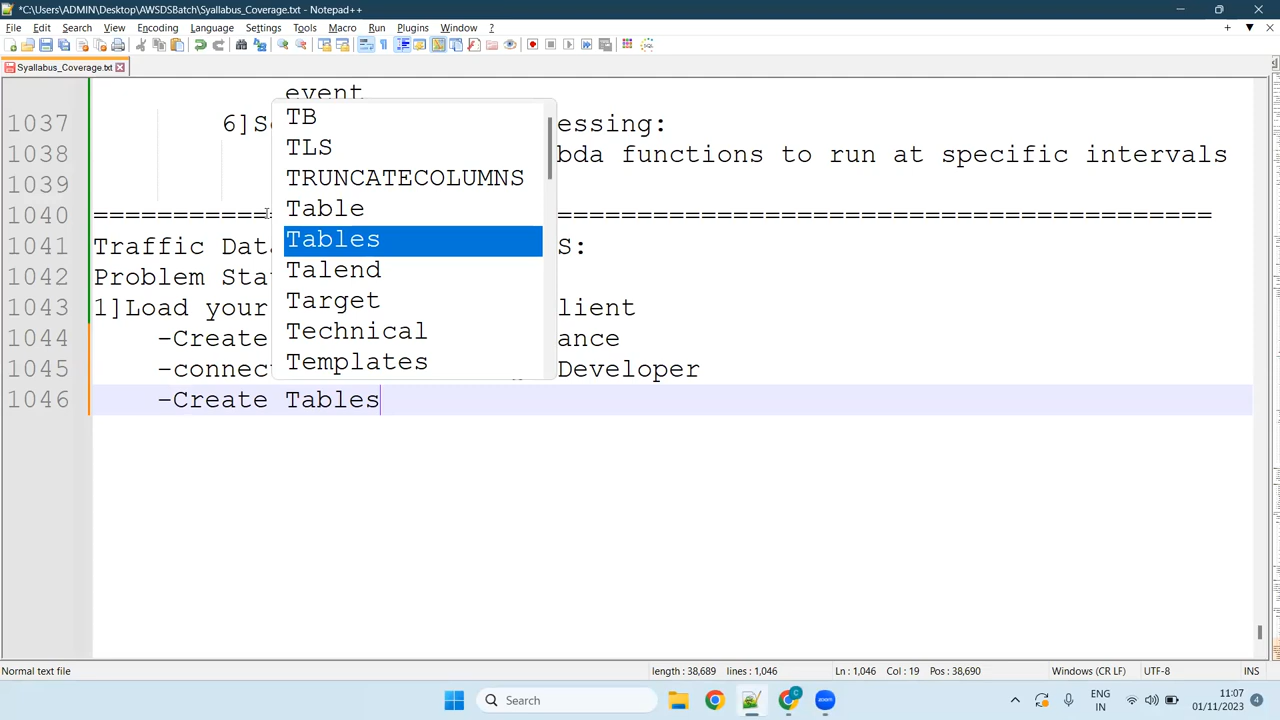 *C:\Users\ADMIN\Desktop\AWSDSBatch\Syallabus_Coverage.txt - Notepad++
File Edit Search View Encoding Language Settings Tools Macro Run Plugins Window ?
Syallabus_Coverage.txt
event
1037 6]S essing:
1038 bda functions to run at specific intervals
1039
1040 ================================================================
1041 Traffic Data S:
1042 Problem Sta
1043 1]Load your lient
1044 -Create ance
1045 -connect Developer
1046 -Create Tables
TB
TLS
TRUNCATECOLUMNS
Table
Tables
Talend
Target
Technical
Templates
Normal text file length : 38,689 lines : 1,046 Ln : 1,046 Col : 19 Pos : 38,690 Windows (CR LF) UTF-8 INS
Search
ENG
IN
11:07
01/11/2023
4